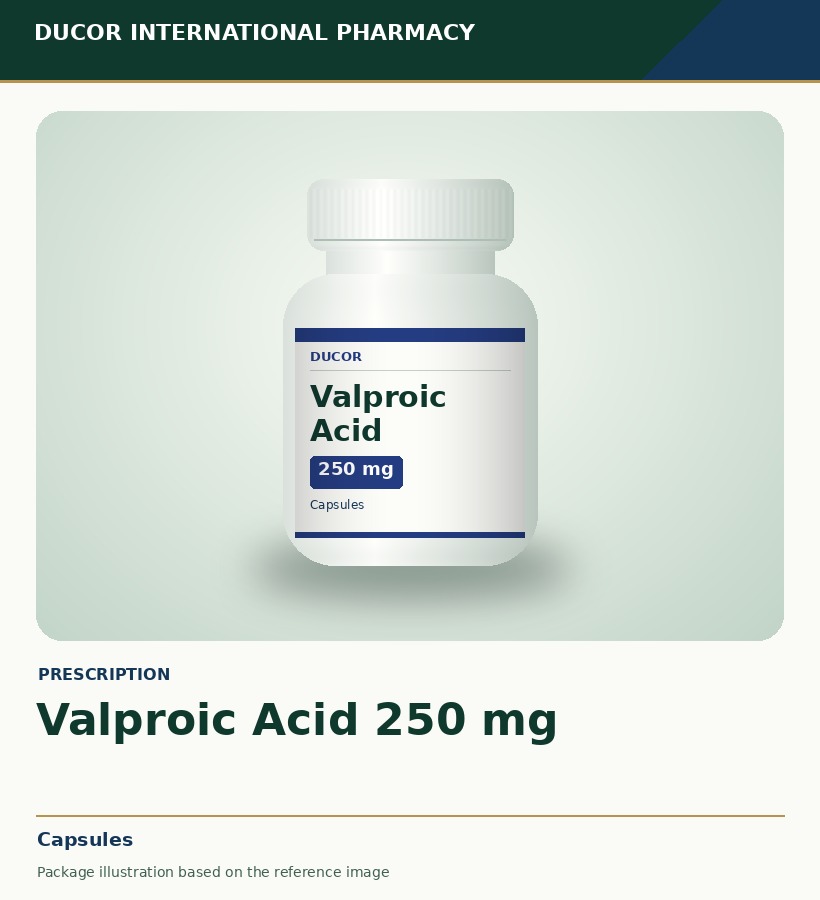 DUCOR INTERNATIONAL PHARMACY
DUCOR
Valproic
Acid
250 mg
Capsules
PRESCRIPTION
Valproic Acid 250 mg
Capsules
Package illustration based on the reference image